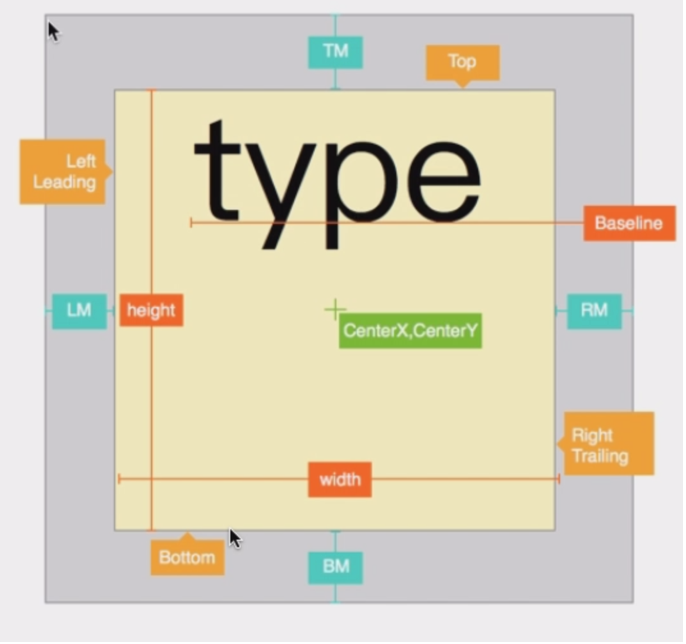 TM
Top
type
Left
Leading
Baseline
LM
height
RM
CenterX,CenterY
Right
Trailing
width
Bottom
BM